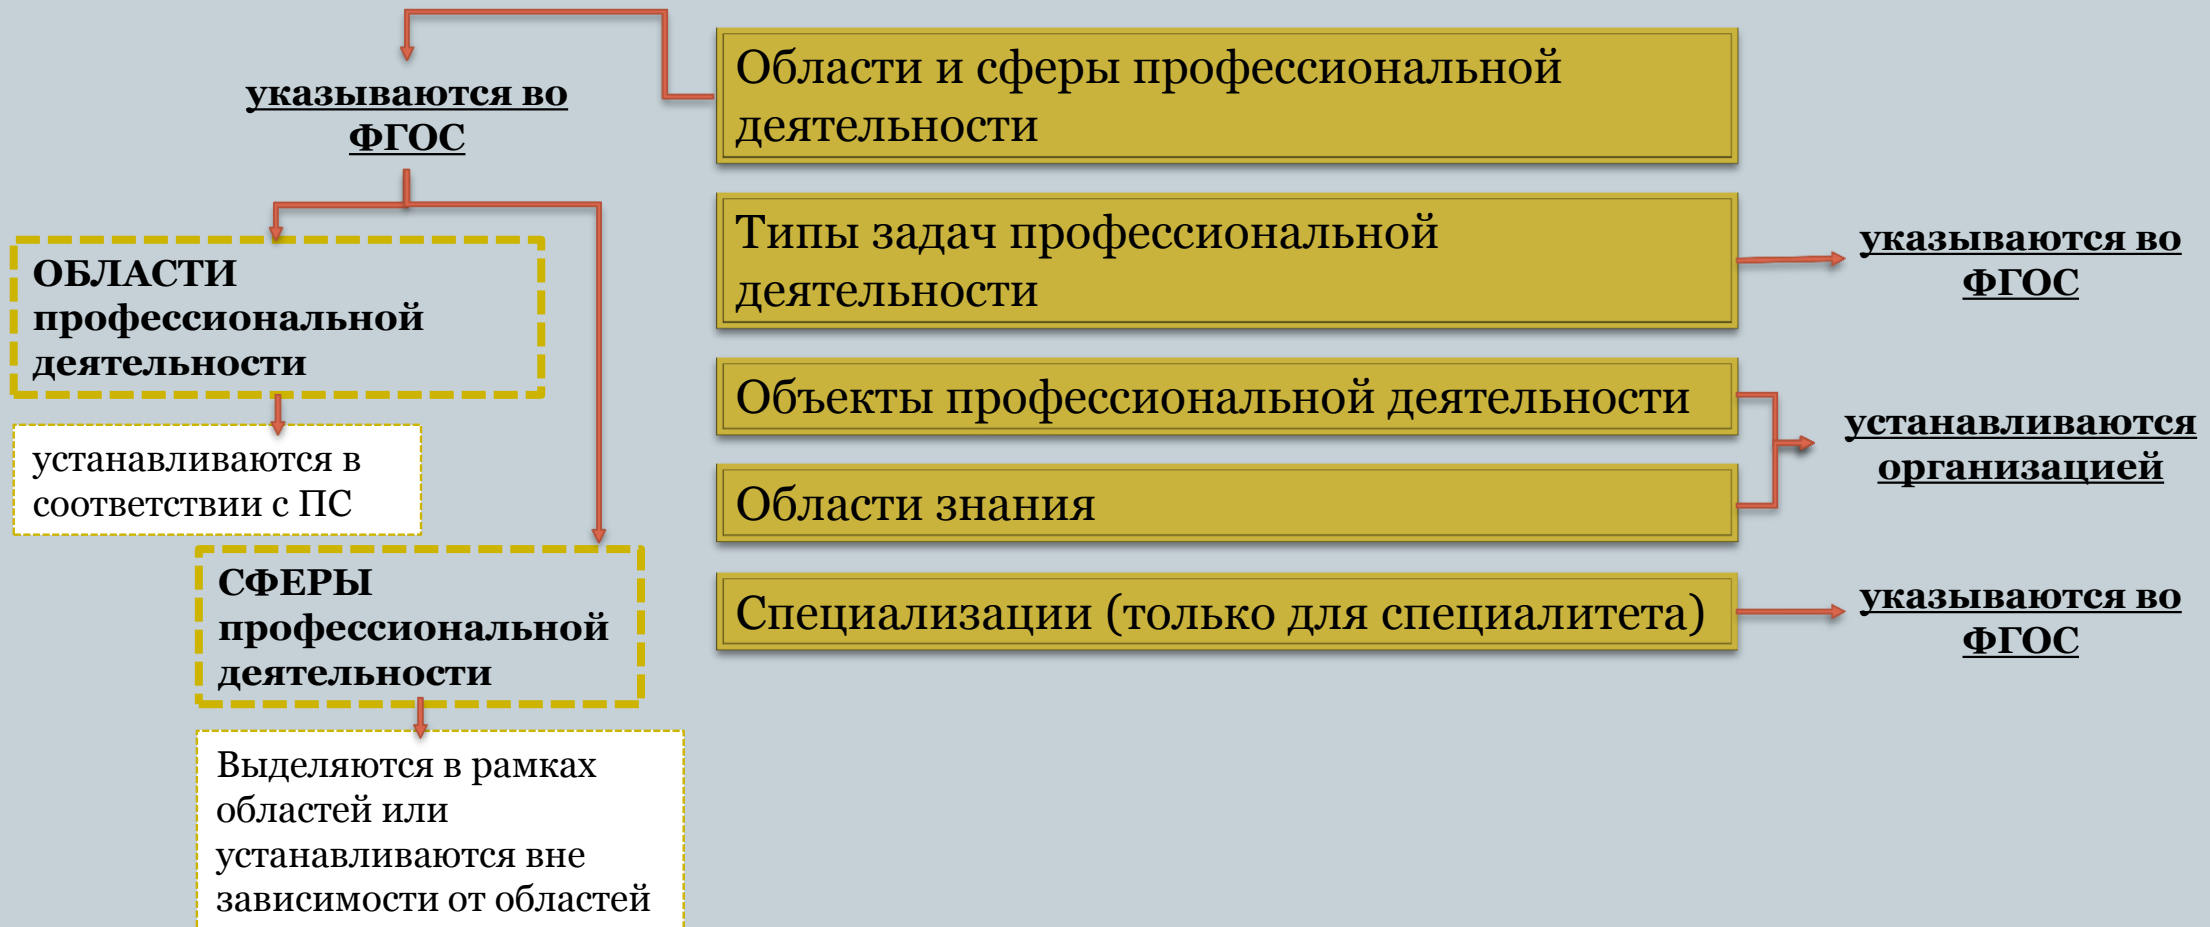 указываются во
ФГОС
ОБЛАСТИ
профессиональной
деятельности
устанавливаются в
соответствии с ПС
СФЕРЫ
профессиональной
деятельности
Выделяются в рамках
областей или
устанавливаются вне
зависимости от областей
Области и сферы профессиональной
деятельности
Типы задач профессиональной
деятельности
Объекты профессиональной деятельности
Области знания
Специализации (только для специалитета)
указываются во
ФГОС
устанавливаются
организацией
указываются во
ФГОС